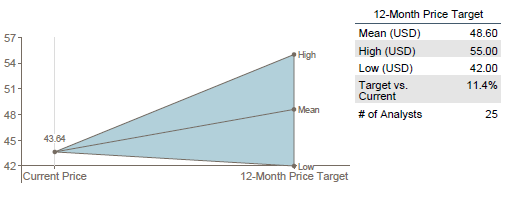 57
54
51
48
45
42
43.64
High
Mean
Low
Current Price
12-Month Price Target
12-Month Price Target
Mean (USD) 48.60
High (USD) 55.00
Low (USD) 42.00
Target vs. 11.4%
Current
# of Analysts 25